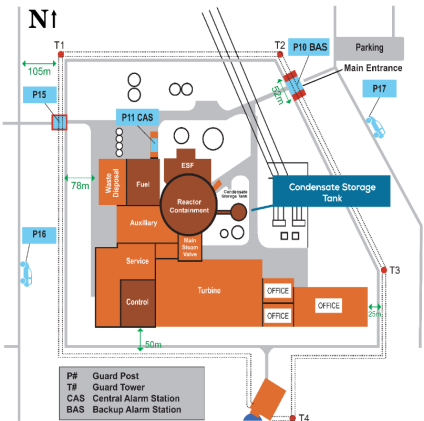 N↑
T1
T2
P10 BAS
Parking
Main Entrance
105m
52m
P15
P11 CAS
P17
ESF
78m
Waste
Disposal
Fuel
Condensate
Storage Tank
Condensate Storage
Tank
Reactor
Containment
Auxiliary
Main
Steam
Valve
P16
Service
T3
Control
Turbine
OFFICE
OFFICE
OFFICE
25m
50m
P# Guard Post
T# Guard Tower
CAS Central Alarm Station
BAS Backup Alarm Station
T4